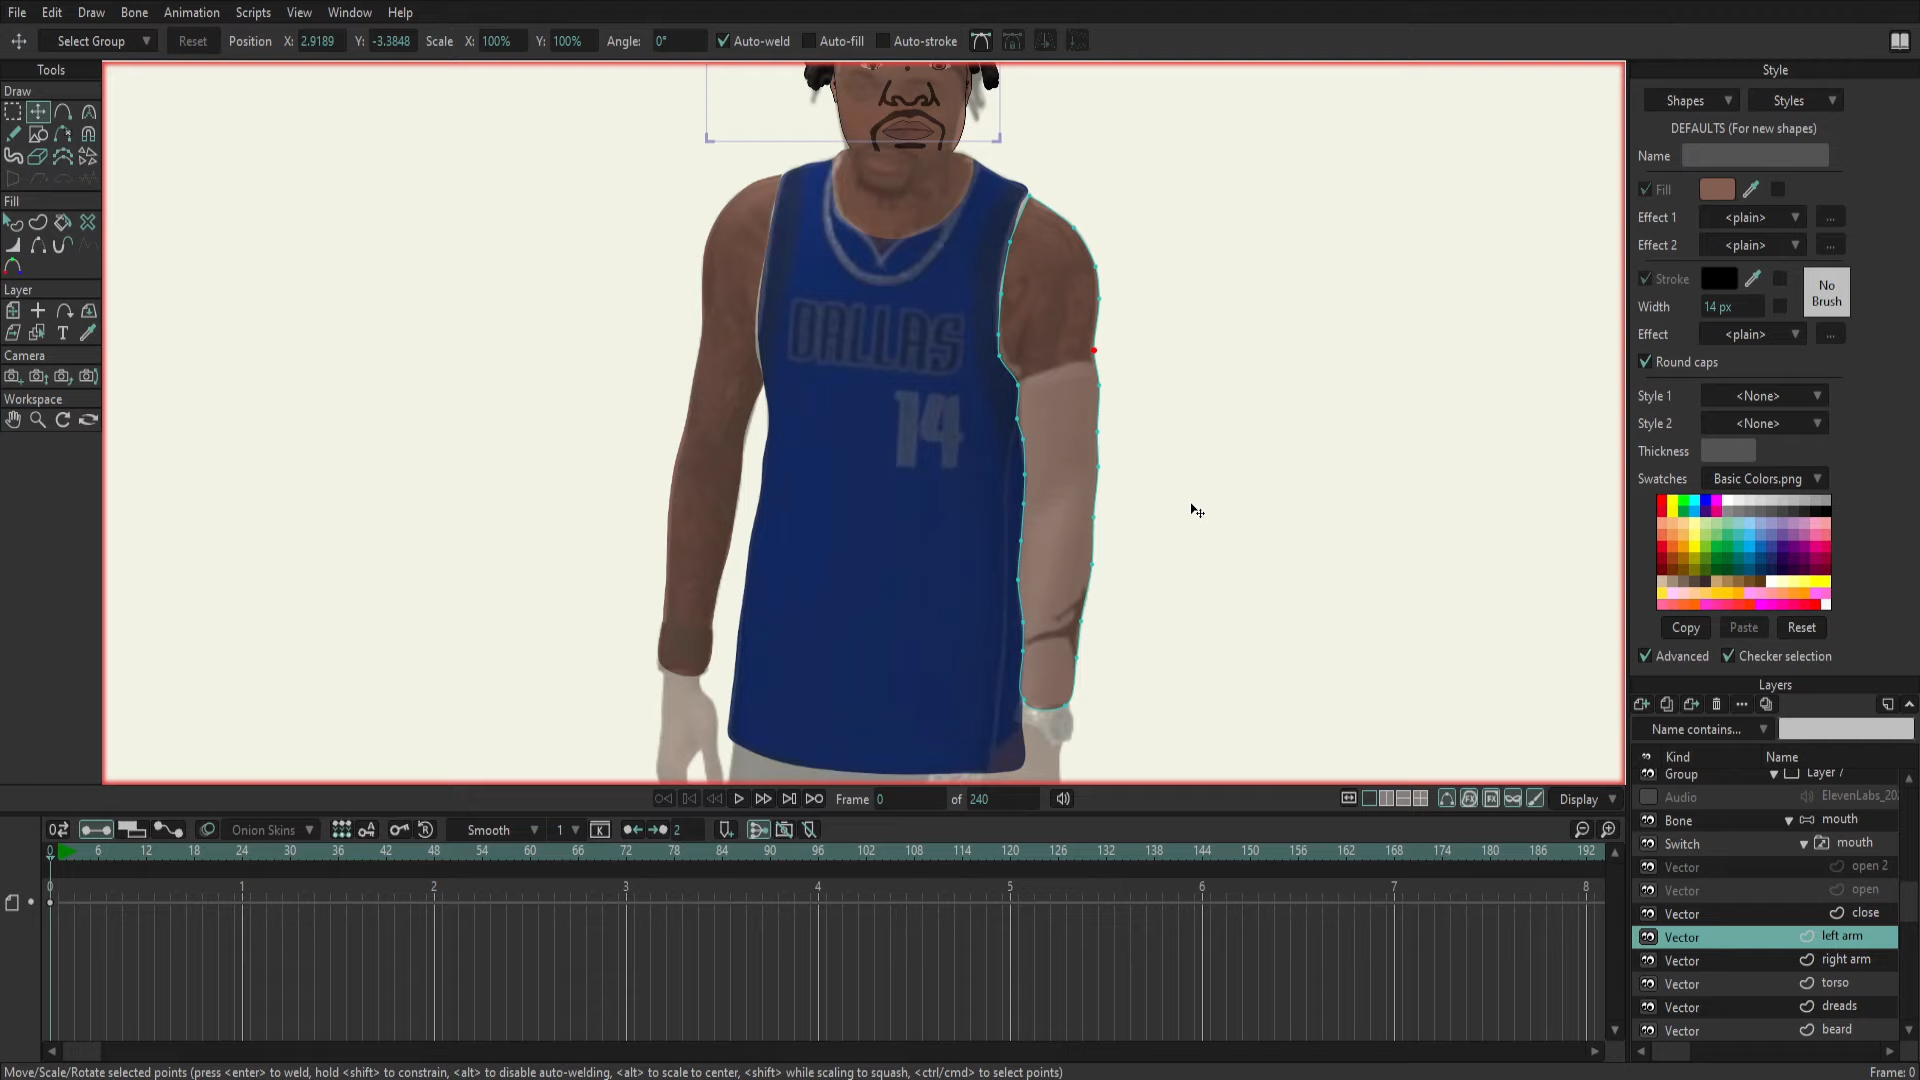 File Edit Draw Bone Animation Scripts View Window Help
Select Group Reset Position X: 2.9189 Y: -3.3848 Scale X: 100% Y: 100% Angle: 0° Auto-weld Auto-fill Auto-stroke
Tools
Draw
Fill
Layer
Camera
Workspace
DALLAS
14
Style
Shapes Styles
DEFAULTS (For new shapes)
Name
Fill
Effect 1 <plain> ...
Effect 2 <plain> ...
Stroke
No Brush
Width 14 px
Effect <plain> ...
Round caps
Style 1 <None>
Style 2 <None>
Thickness
Swatches Basic Colors.png
Copy Paste Reset
Advanced Checker selection
Layers
Name contains...
Kind Name
Group Layer 7
Audio ElevenLabs_20
Bone mouth
Switch mouth
Vector open 2
Vector open
Vector close
Vector left arm
Vector right arm
Vector torso
Vector dreads
Vector beard
Frame 0 of 240 Display
Onion Skins Smooth 1 2
0 6 12 18 24 30 36 42 48 54 60 66 72 78 84 90 96 102 108 114 120 126 132 138 144 150 156 162 168 174 180 186 192
0 1 2 3 4 5 6 7 8
Move/Scale/Rotate selected points (press <enter> to weld, hold <shift> to constrain, <alt> to disable auto-welding, <alt> to scale to center, <shift> while scaling to squash, <ctrl/cmd> to select points) Frame: 0